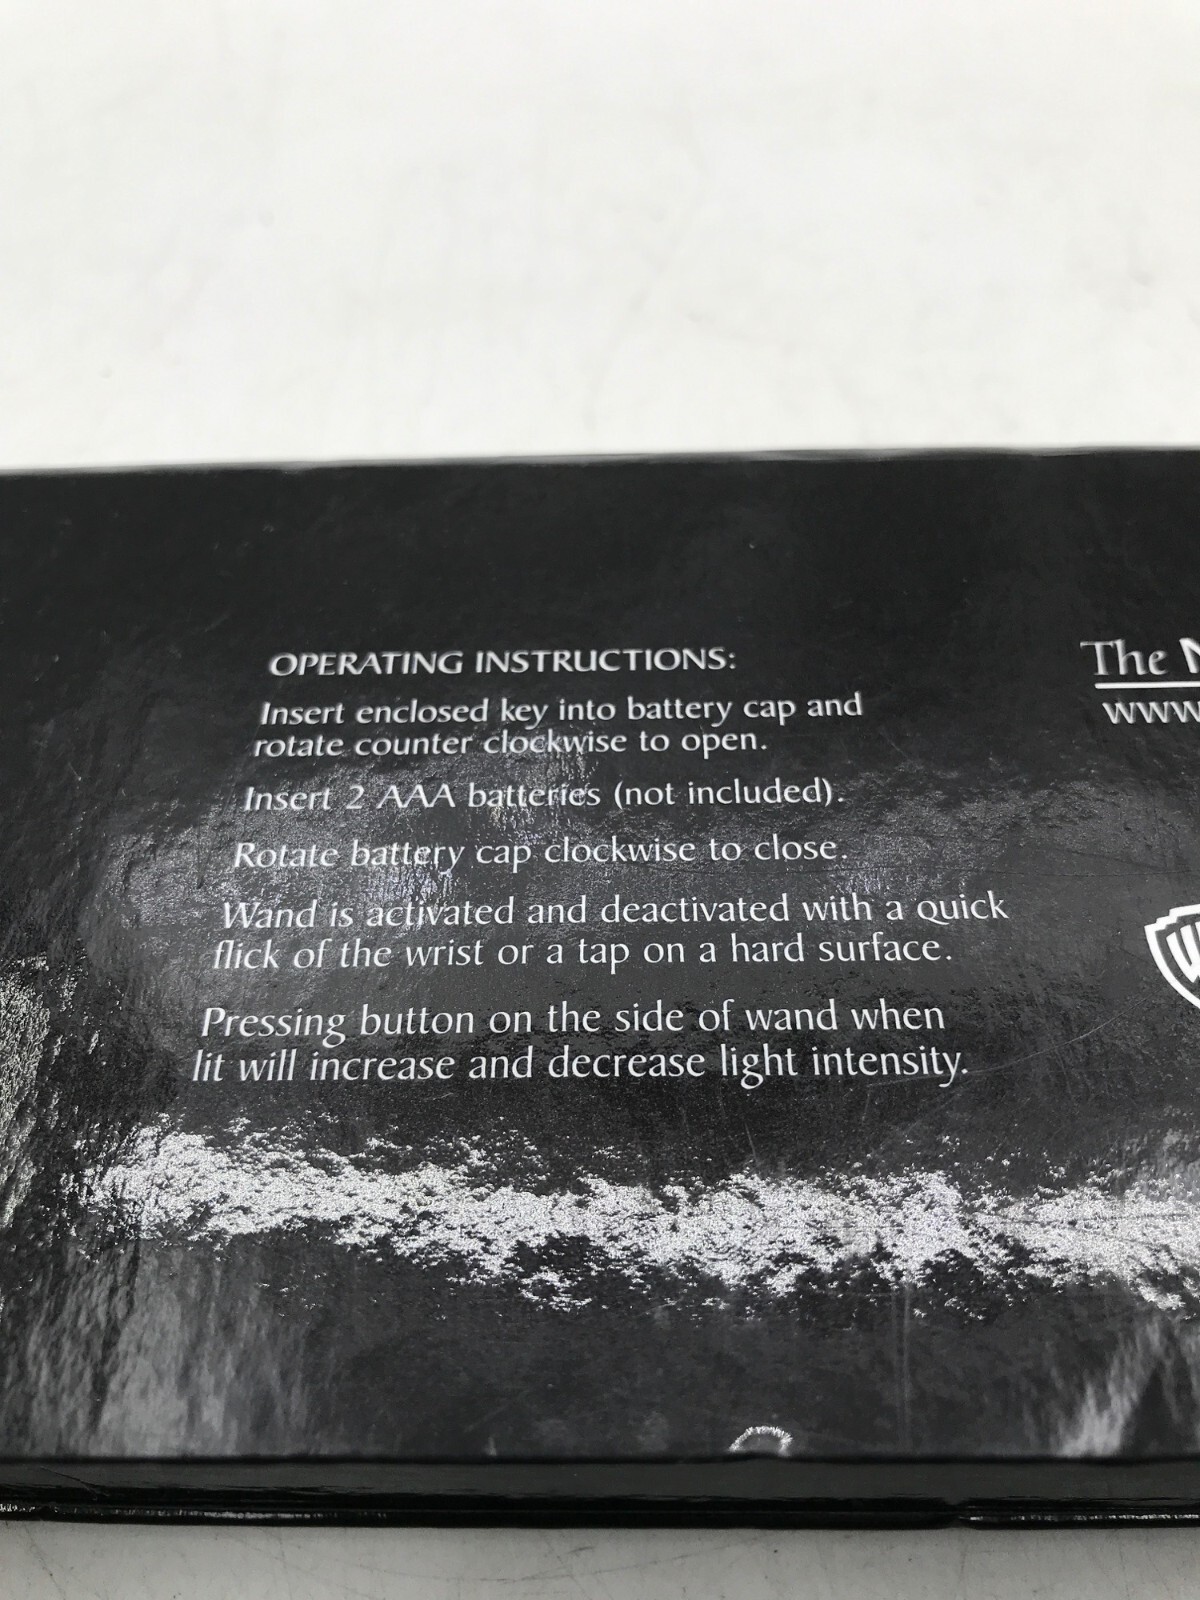 OPERATING INSTRUCTIONS:
Insert enclosed key into battery cap and
rotate counter clockwise to open.
Insert 2 AAA batteries (not included).
Rotate battery cap clockwise to close.
Wand is activated and deactivated with a quick
flick of the wrist or a tap on a hard surface.
Pressing button on the side of wand when
lit will increase and decrease light intensity.
The N
www.
W